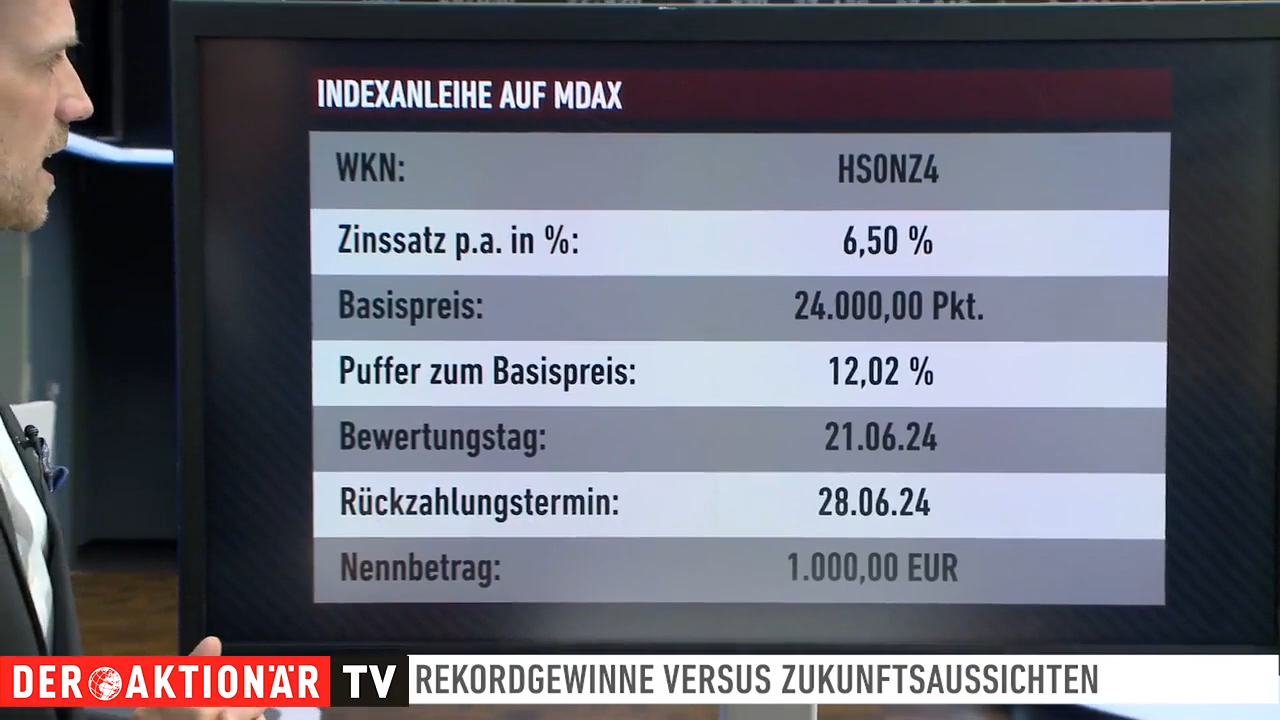 INDEXANLEIHE AUF MDAX
WKN: HS0NZ4
Zinssatz p.a. in %: 6,50 %
Basispreis: 24.000,00 Pkt.
Puffer zum Basispreis: 12,02 %
Bewertungstag: 21.06.24
Rückzahlungstermin: 28.06.24
Nennbetrag: 1.000,00 EUR
DER AKTIONÄR TV REKORDGEWINNE VERSUS ZUKUNFTSAUSSICHTEN